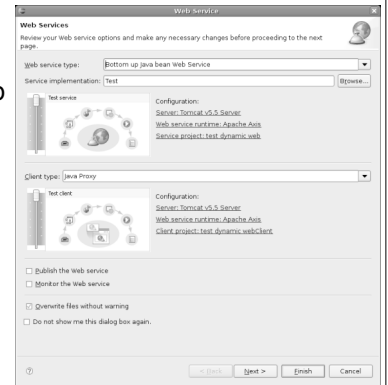 Web Service
Web Services
Review your Web service options and make any necessary changes before proceeding to the next
page.
Web service type: Bottom up Java bean Web Service
Service implementation: Test Browse...
Test service
Configuration:
Server: Tomcat v5.5 Server
Web service runtime: Apache Axis
Service project: test dynamic web
Client type: Java Proxy
Test client
Configuration:
Server: Tomcat v5.5 Server
Web service runtime: Apache Axis
Client project: test dynamic webClient
Publish the Web service
Monitor the Web service
Overwrite files without warning
Do not show me this dialog box again.
< Back Next > Finish Cancel